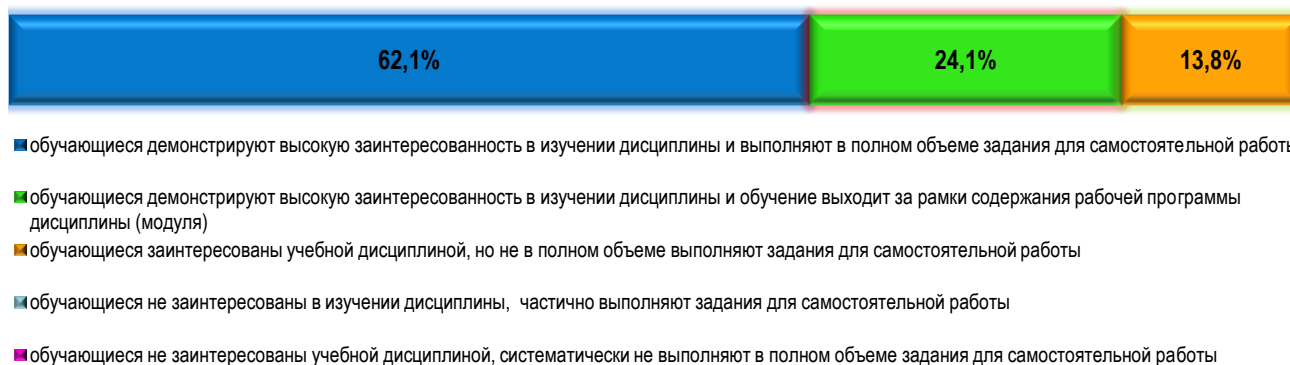 62,1% 24,1% 13,8%
обучающиеся демонстрируют высокую заинтересованность в изучении дисциплины и выполняют в полном объеме задания для самостоятельной работы
обучающиеся демонстрируют высокую заинтересованность в изучении дисциплины и обучение выходит за рамки содержания рабочей программы
дисциплины (модуля)
обучающиеся заинтересованы учебной дисциплиной, но не в полном объеме выполняют задания для самостоятельной работы
обучающиеся не заинтересованы в изучении дисциплины, частично выполняют задания для самостоятельной работы
обучающиеся не заинтересованы учебной дисциплиной, систематически не выполняют в полном объеме задания для самостоятельной работы